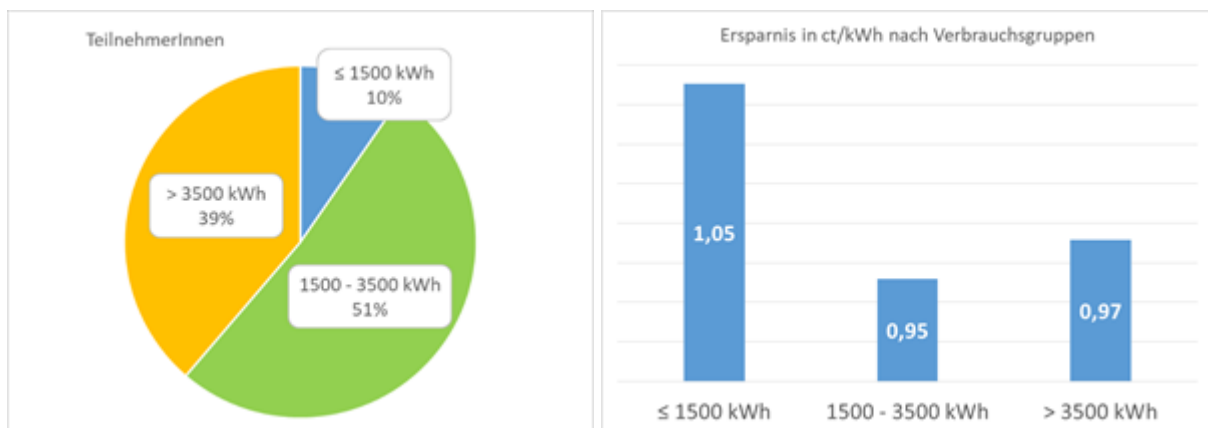 TeilnehmerInnen
≤ 1500 kWh
10%
> 3500 kWh
39%
1500 - 3500 kWh
51%
Ersparnis in ct/kWh nach Verbrauchsgruppen
1,05
0,95
0,97
≤ 1500 kWh
1500 - 3500 kWh
> 3500 kWh